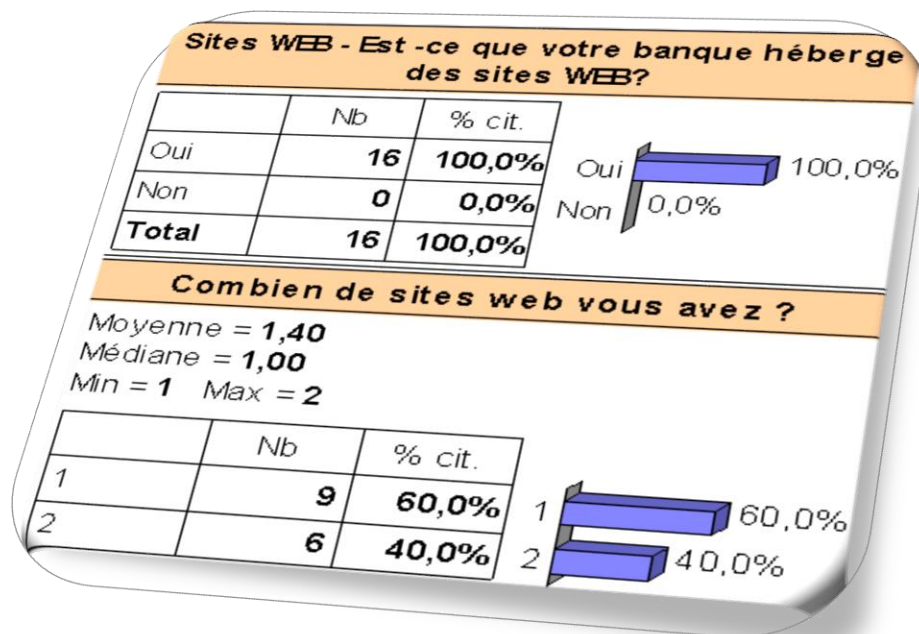 Sites WEB - Est -ce que votre banque héberge
des sites WEB?
Nb % cit.
Oui 16 100,0%
Non 0 0,0%
Total 16 100,0%
Oui 100,0%
Non 0,0%
Combien de sites web vous avez ?
Moyenne = 1,40
Médiane = 1,00
Min = 1 Max = 2
Nb % cit.
1 9 60,0%
2 6 40,0%
1 60,0%
2 40,0%